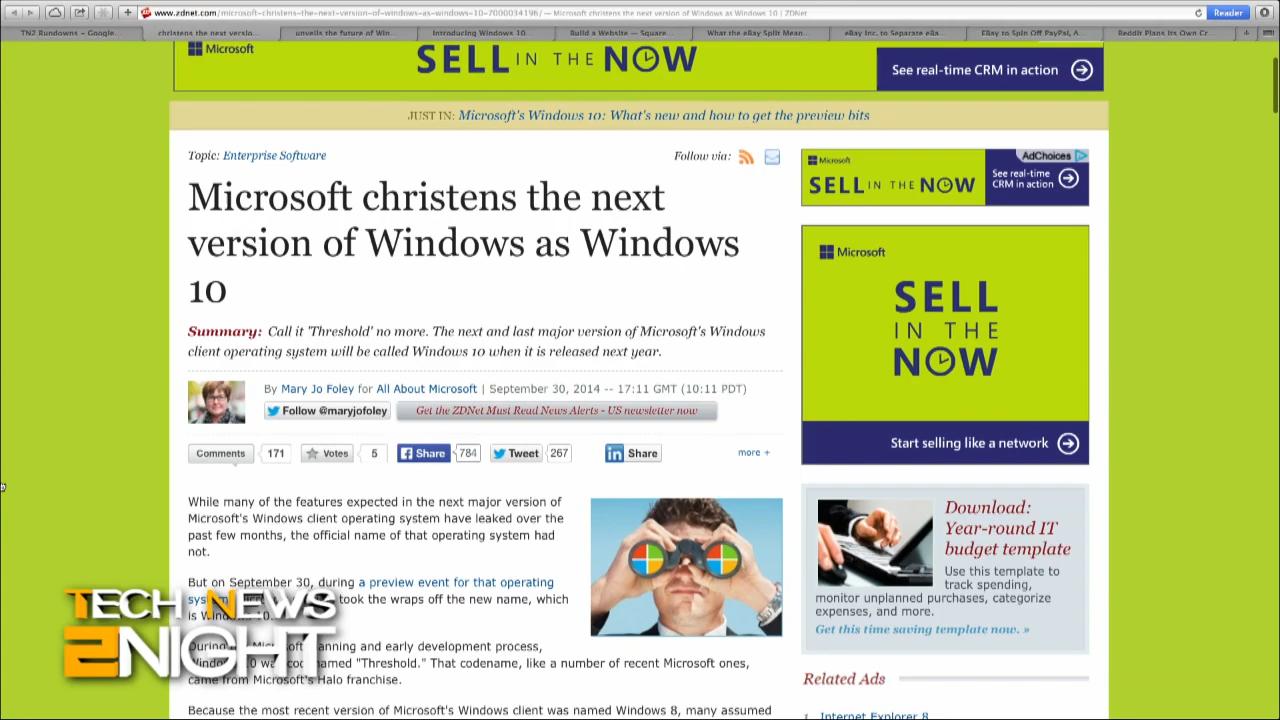 www.zdnet.com/microsoft-christens-the-next-version-of-windows-as-windows-10-7000034196/ — Microsoft christens the next version of Windows as Windows 10 | ZDNet
Reader
TN2 Rundowns – Google...
christens the next versio...
unveils the future of Win...
Introducing Windows 10...
Build a Website — Square...
What the eBay Split Mean...
eBay Inc. to Separate eBa...
EBay to Spin Off PayPal, A...
Reddit Plans Its Own Cr...
Microsoft
SELL IN THE NOW
See real-time CRM in action
JUST IN: Microsoft's Windows 10: What's new and how to get the preview bits
Topic: Enterprise Software
Follow via:
Microsoft christens the next
version of Windows as Windows
10
Summary: Call it 'Threshold' no more. The next and last major version of Microsoft's Windows
client operating system will be called Windows 10 when it is released next year.
By Mary Jo Foley for All About Microsoft | September 30, 2014 -- 17:11 GMT (10:11 PDT)
Follow @maryjofoley
Get the ZDNet Must Read News Alerts - US newsletter now
Comments 171 Votes 5 Share 784 Tweet 267 Share more +
While many of the features expected in the next major version of
Microsoft's Windows client operating system have leaked over the
past few months, the official name of that operating system had
not.
But on September 30, during a preview event for that operating
took the wraps off the new name, which
is Windows 10.
During early development process,
named "Threshold." That codename, like a number of recent Microsoft ones,
came from Microsoft's Halo franchise.
Because the most recent version of Microsoft's Windows client was named Windows 8, many assumed
TECH NEWS
2NIGHT
AdChoices
Microsoft
SELL IN THE NOW
See real-time
CRM in action
Microsoft
SELL
IN THE
NOW
Start selling like a network
Download:
Year-round IT
budget template
Use this template to
track spending,
monitor unplanned purchases, categorize
expenses, and more.
Get this time saving template now. »
Related Ads
1. Internet Explorer 8